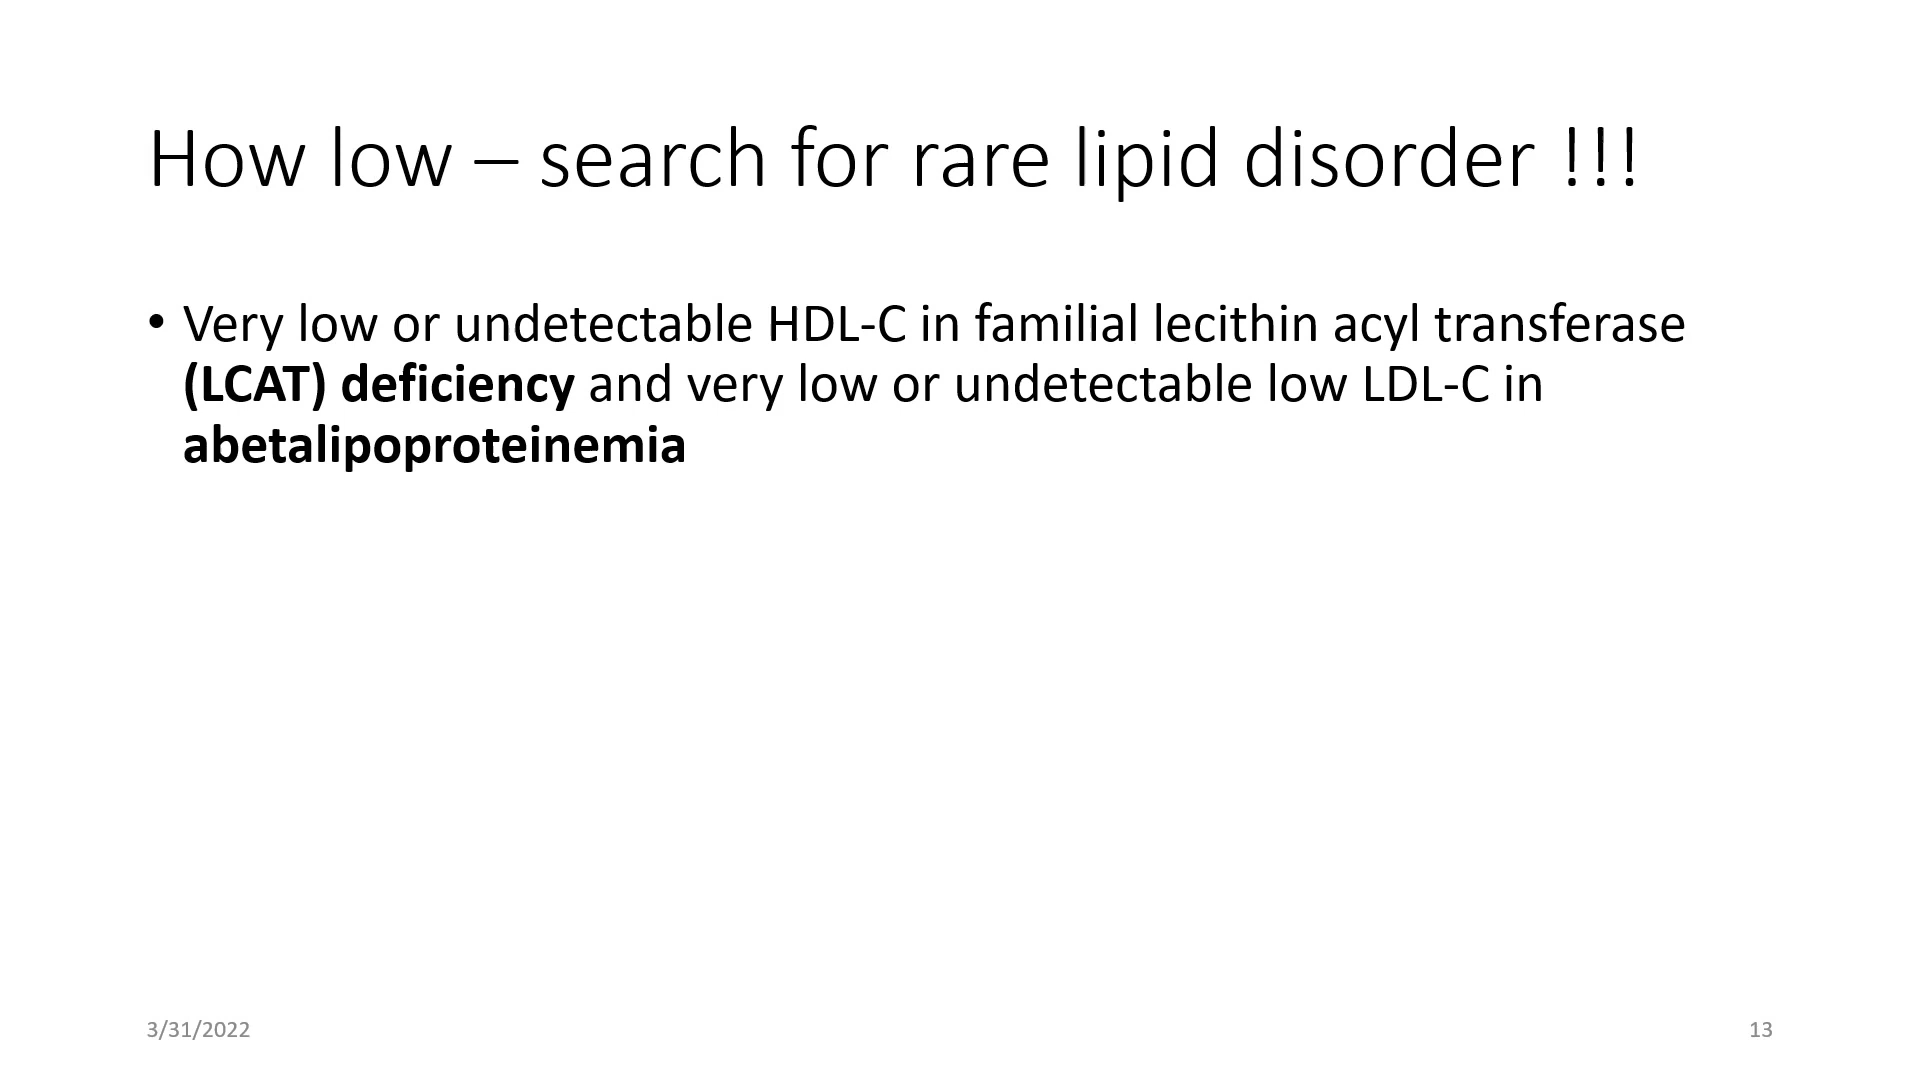 How low – search for rare lipid disorder !!!
• Very low or undetectable HDL-C in familial lecithin acyl transferase
(LCAT) deficiency and very low or undetectable low LDL-C in
abetalipoproteinemia
3/31/2022
13